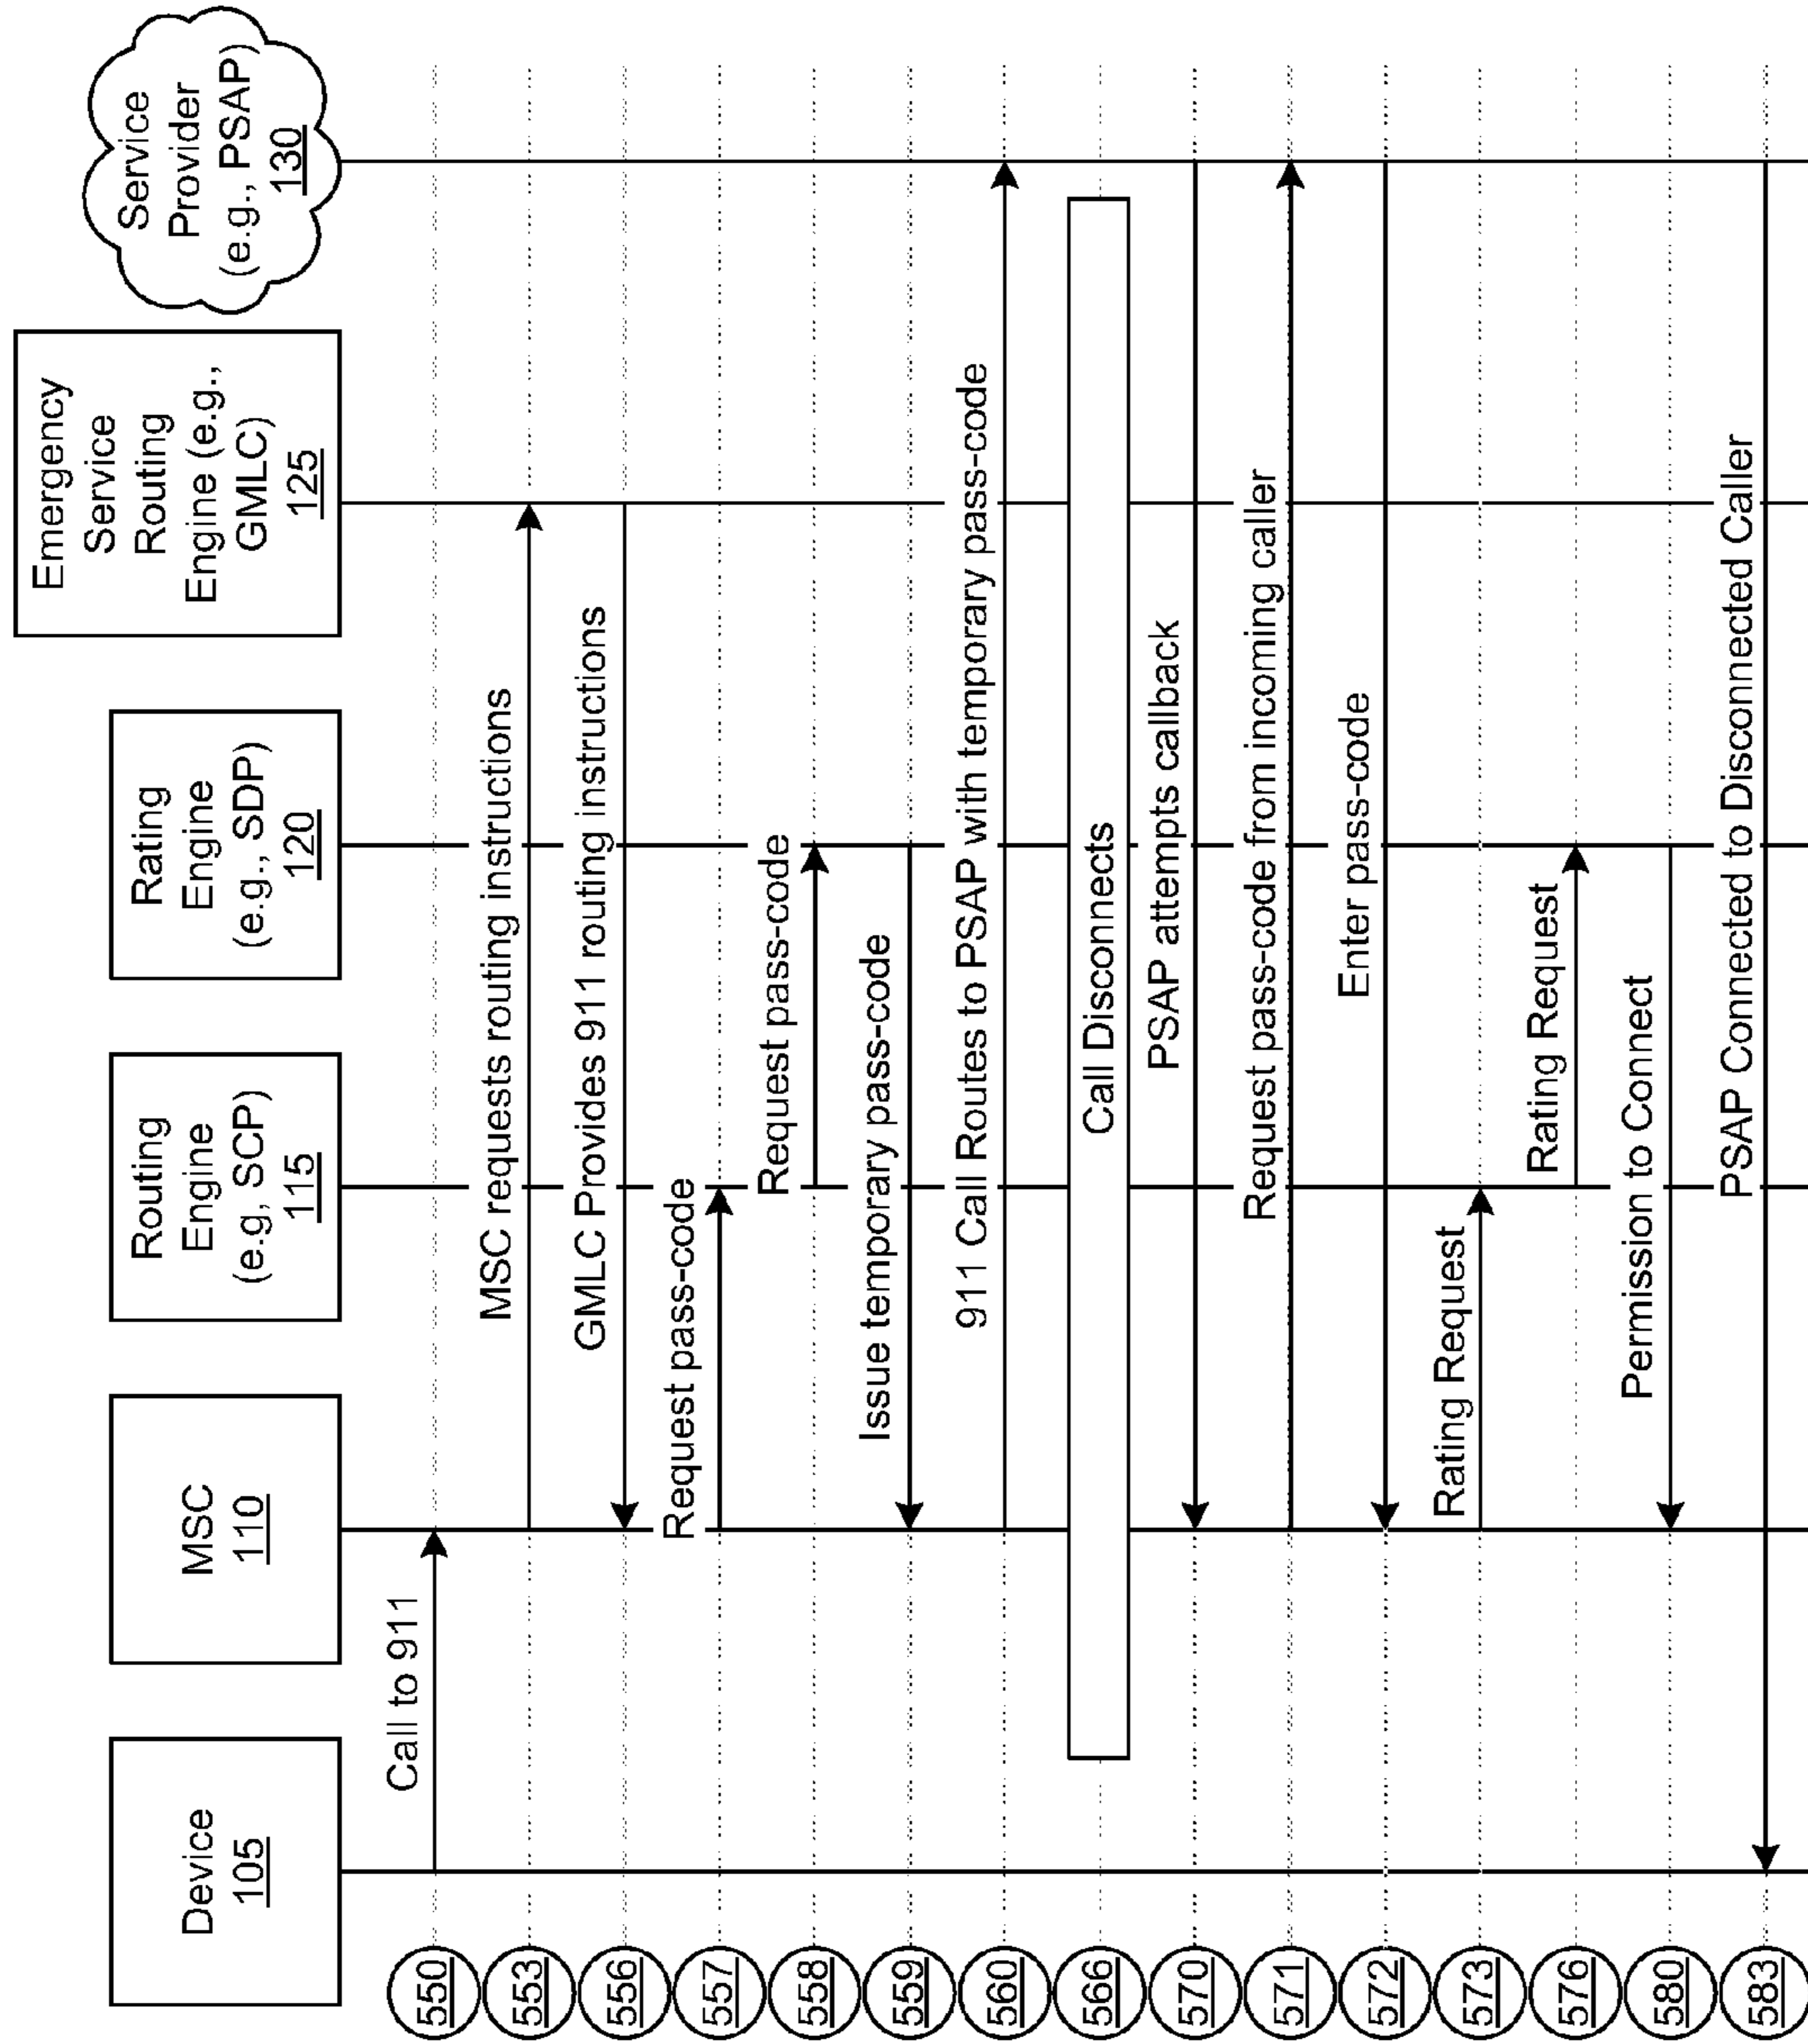 Device
105
MSC
110
Routing
Engine
(e.g, SCP)
115
Rating
Engine
(e.g., SDP)
120
Emergency
Service
Routing
Engine (e.g.,
GMLC)
125
Service
Provider
(e.g., PSAP)
130
550
Call to 911
553
MSC requests routing instructions
556
GMLC Provides 911 routing instructions
557
Request pass-code
558
Request pass-code
559
Issue temporary pass-code
560
911 Call Routes to PSAP with temporary pass-code
566
Call Disconnects
570
PSAP attempts callback
571
Request pass-code from incoming caller
572
Enter pass-code
573
Rating Request
576
Rating Request
580
Permission to Connect
583
PSAP Connected to Disconnected Caller